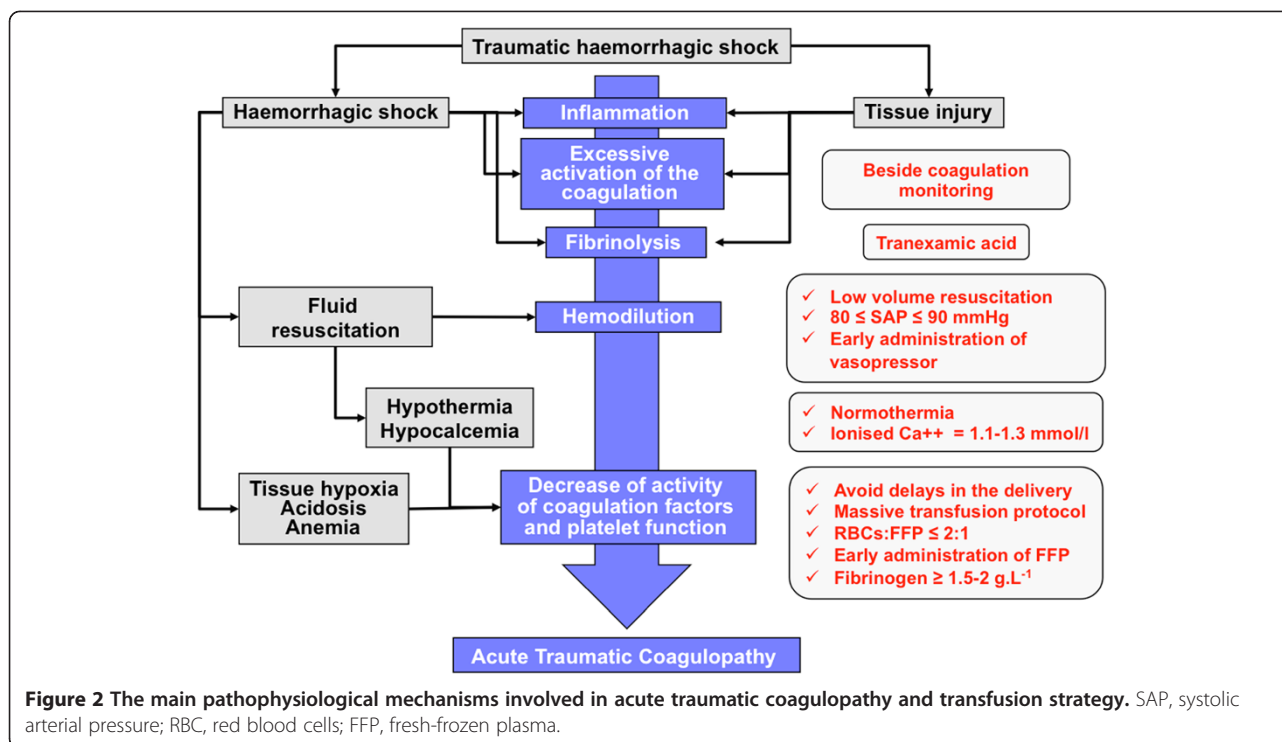 Traumatic haemorrhagic shock
Haemorrhagic shock
Inflammation
Tissue injury
Excessive
activation of the
coagulation
Beside coagulation
monitoring
Fibrinolysis
Tranexamic acid
Fluid
resuscitation
Hemodilution
✓ Low volume resuscitation
✓ 80 ≤ SAP ≤ 90 mmHg
✓ Early administration of
vasopressor
Hypothermia
Hypocalcemia
✓ Normothermia
✓ Ionised Ca++ = 1.1-1.3 mmol/l
Tissue hypoxia
Acidosis
Anemia
Decrease of activity
of coagulation factors
and platelet function
✓ Avoid delays in the delivery
✓ Massive transfusion protocol
✓ RBCs:FFP ≤ 2:1
✓ Early administration of FFP
✓ Fibrinogen ≥ 1.5-2 g.L⁻¹
Acute Traumatic Coagulopathy
Figure 2 The main pathophysiological mechanisms involved in acute traumatic coagulopathy and transfusion strategy. SAP, systolic
arterial pressure; RBC, red blood cells; FFP, fresh-frozen plasma.